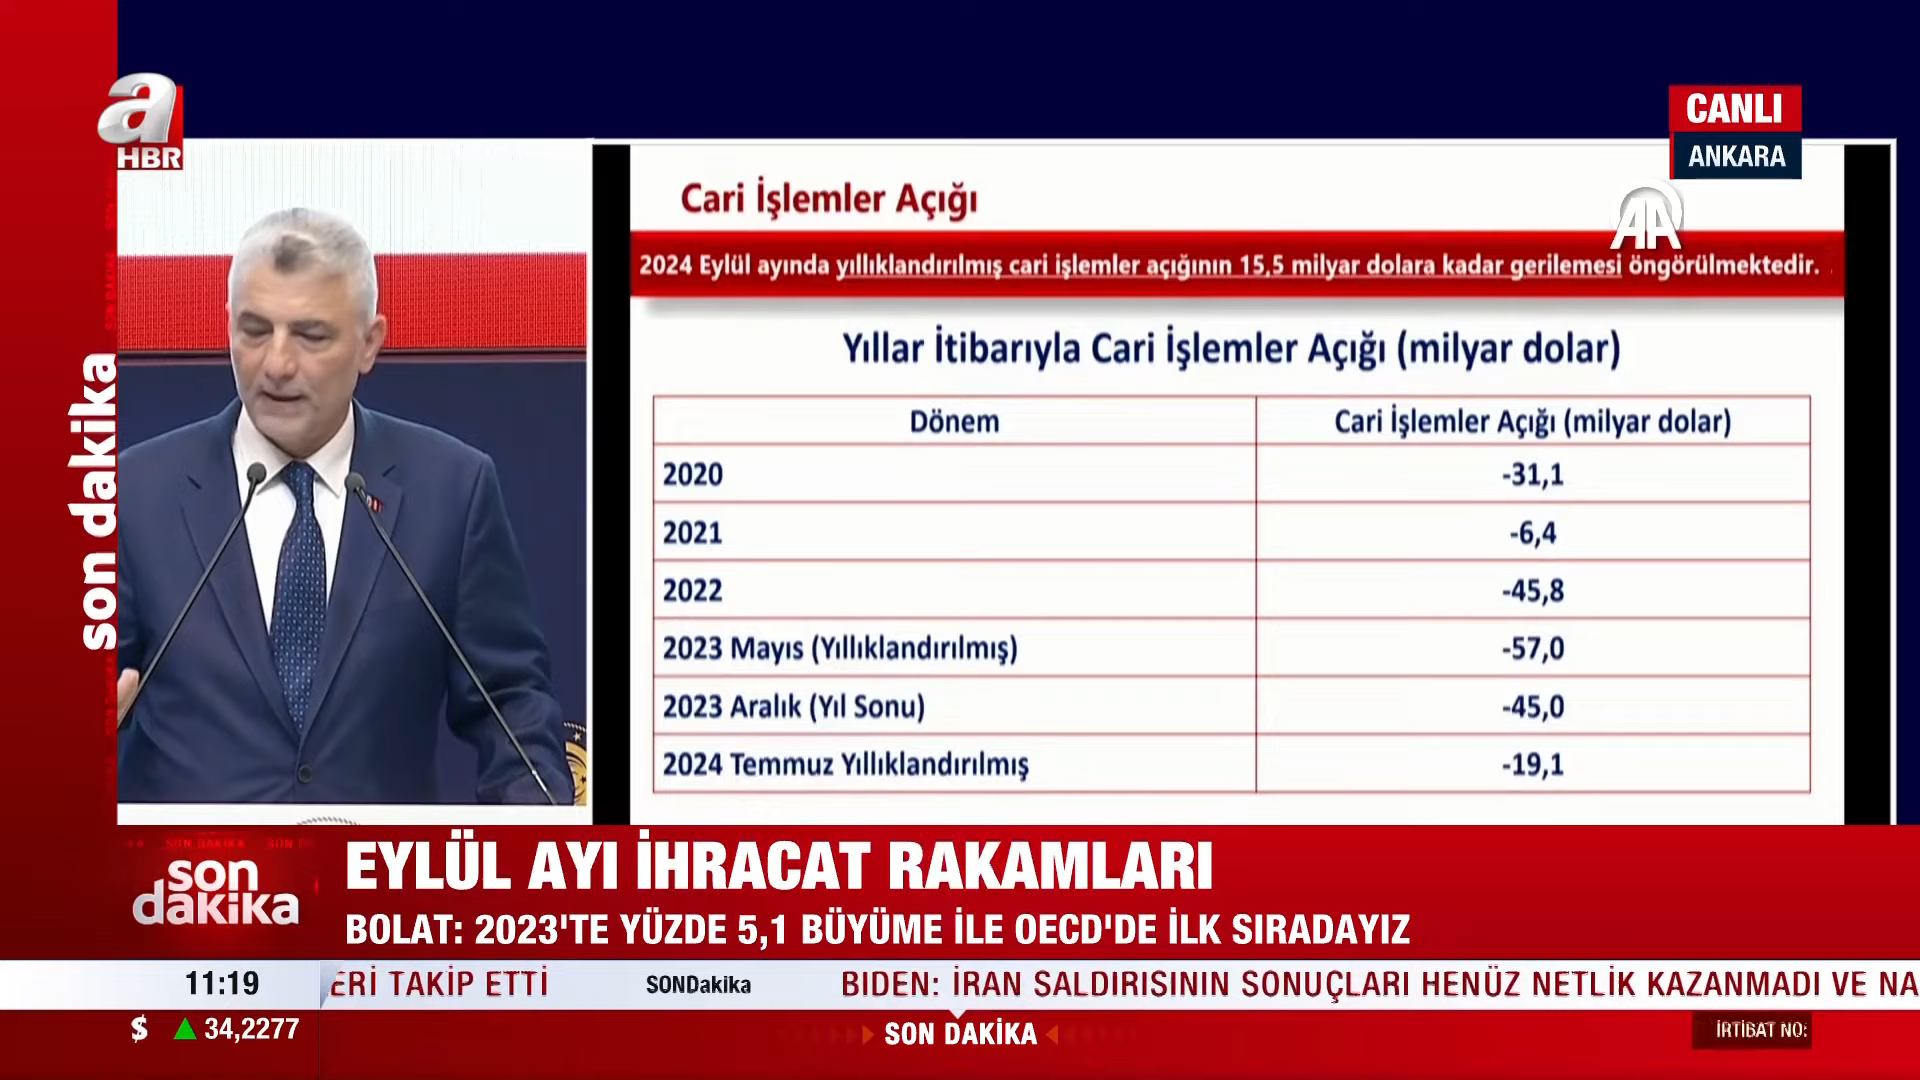 a
HBR
CANLI
ANKARA
AA
son dakika
Cari İşlemler Açığı
2024 Eylül ayında yıllıklandırılmış cari işlemler açığının 15,5 milyar dolara kadar gerilemesi öngörülmektedir.
Yıllar İtibarıyla Cari İşlemler Açığı (milyar dolar)
Dönem Cari İşlemler Açığı (milyar dolar)
2020 -31,1
2021 -6,4
2022 -45,8
2023 Mayıs (Yıllıklandırılmış) -57,0
2023 Aralık (Yıl Sonu) -45,0
2024 Temmuz Yıllıklandırılmış -19,1
son
dakika
EYLÜL AYI İHRACAT RAKAMLARI
BOLAT: 2023'TE YÜZDE 5,1 BÜYÜME İLE OECD'DE İLK SIRADAYIZ
11:19 ERİ TAKİP ETTİ SONDakika BIDEN: İRAN SALDIRISININ SONUÇLARI HENÜZ NETLİK KAZANMADI VE NA
$ 34,2277 SON DAKİKA İRTİBAT NO: